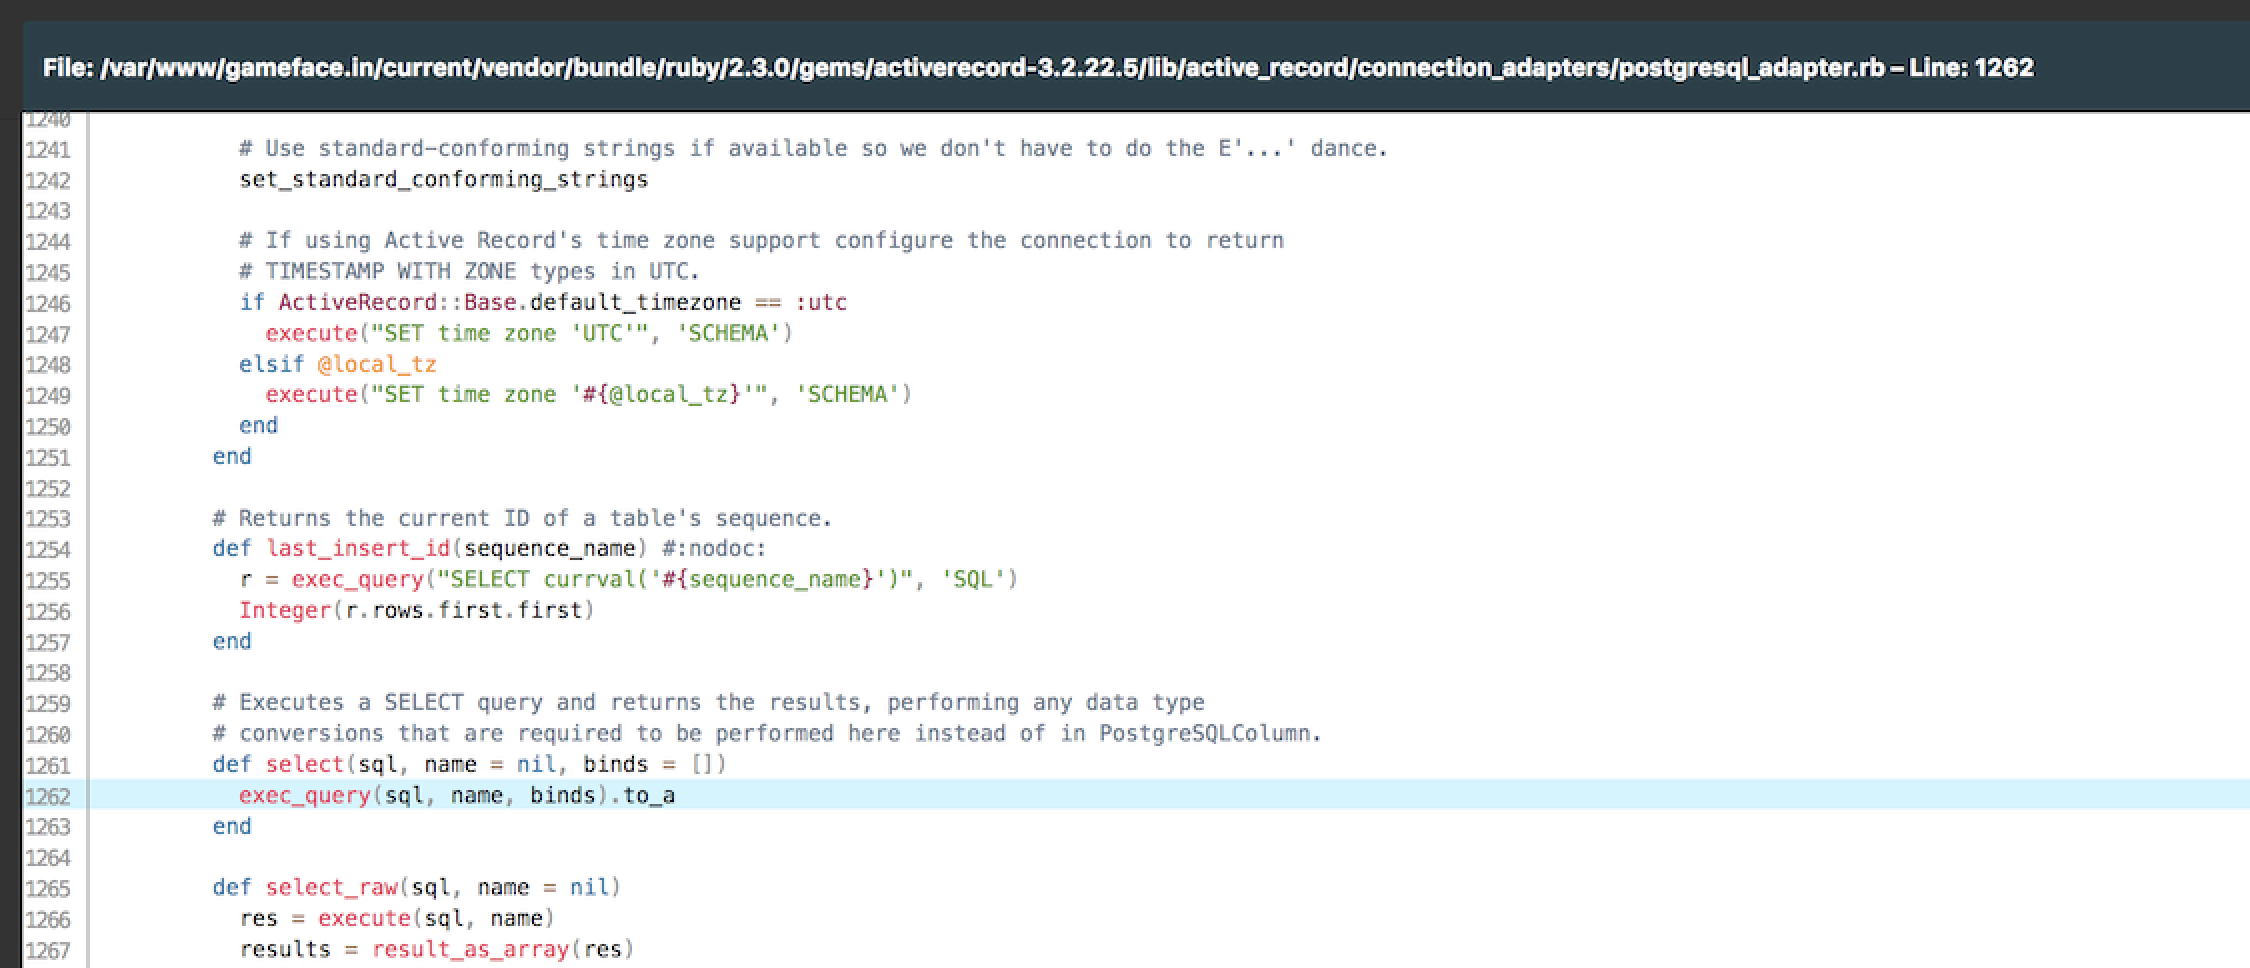 File: /var/www/gameface.in/current/vendor/bundle/ruby/2.3.0/gems/activerecord-3.2.22.5/lib/active_record/connection_adapters/postgresql_adapter.rb – Line: 1262
1240
1241 # Use standard-conforming strings if available so we don't have to do the E'...' dance.
1242 set_standard_conforming_strings
1243
1244 # If using Active Record's time zone support configure the connection to return
1245 # TIMESTAMP WITH ZONE types in UTC.
1246 if ActiveRecord::Base.default_timezone == :utc
1247 execute("SET time zone 'UTC'", 'SCHEMA')
1248 elsif @local_tz
1249 execute("SET time zone '#{@local_tz}'", 'SCHEMA')
1250 end
1251 end
1252
1253 # Returns the current ID of a table's sequence.
1254 def last_insert_id(sequence_name) #:nodoc:
1255 r = exec_query("SELECT currval('#{sequence_name}')", 'SQL')
1256 Integer(r.rows.first.first)
1257 end
1258
1259 # Executes a SELECT query and returns the results, performing any data type
1260 # conversions that are required to be performed here instead of in PostgreSQLColumn.
1261 def select(sql, name = nil, binds = [])
1262 exec_query(sql, name, binds).to_a
1263 end
1264
1265 def select_raw(sql, name = nil)
1266 res = execute(sql, name)
1267 results = result_as_array(res)